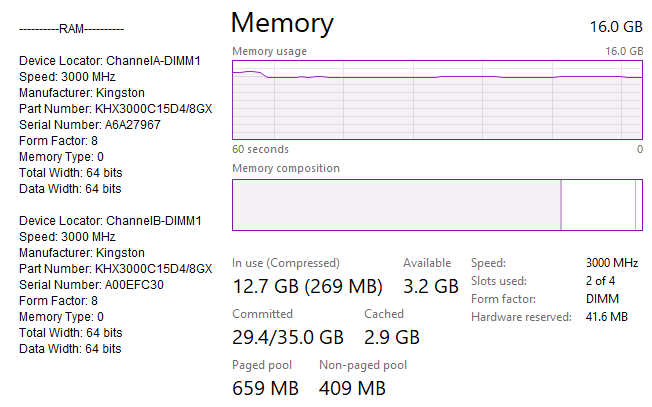 ----------RAM----------
Device Locator: ChannelA-DIMM1
Speed: 3000 MHz
Manufacturer: Kingston
Part Number: KHX3000C15D4/8GX
Serial Number: A6A27967
Form Factor: 8
Memory Type: 0
Total Width: 64 bits
Data Width: 64 bits
Device Locator: ChannelB-DIMM1
Speed: 3000 MHz
Manufacturer: Kingston
Part Number: KHX3000C15D4/8GX
Serial Number: A00EFC30
Form Factor: 8
Memory Type: 0
Total Width: 64 bits
Data Width: 64 bits
Memory 16.0 GB
Memory usage 16.0 GB
60 seconds 0
Memory composition
In use (Compressed) Available
12.7 GB (269 MB) 3.2 GB
Committed Cached
29.4/35.0 GB 2.9 GB
Paged pool Non-paged pool
659 MB 409 MB
Speed: 3000 MHz
Slots used: 2 of 4
Form factor: DIMM
Hardware reserved: 41.6 MB